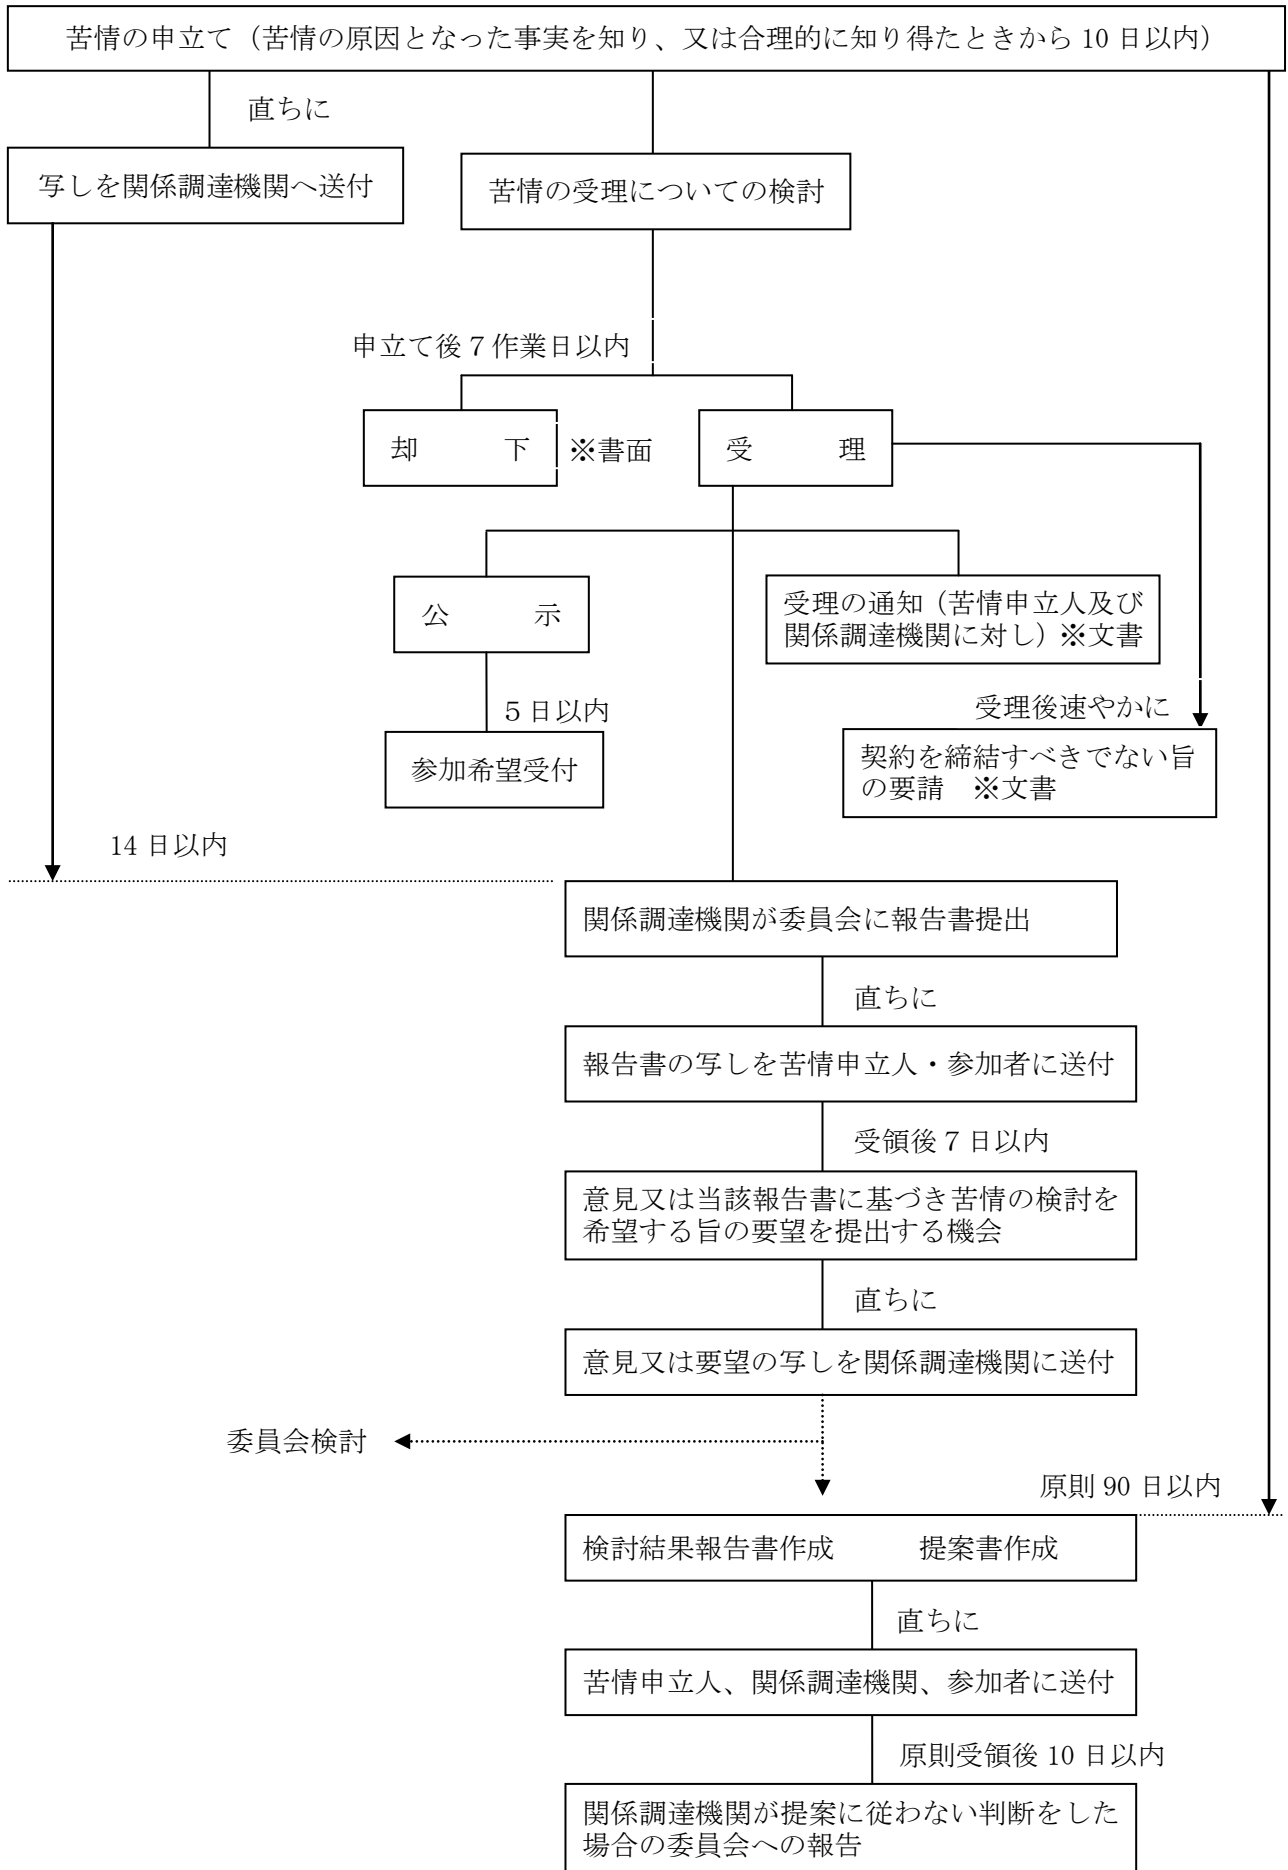 苦情の申立て（苦情の原因となった事実を知り、又は合理的に知り得たときから 10 日以内）
直ちに
写しを関係調達機関へ送付
苦情の受理についての検討
申立て後７作業日以内
却　　下
※書面
受　　理
公　　示
受理の通知（苦情申立人及び
関係調達機関に対し）※文書
５日以内
受理後速やかに
参加希望受付
契約を締結すべきでない旨
の要請　※文書
14 日以内
関係調達機関が委員会に報告書提出
直ちに
報告書の写しを苦情申立人・参加者に送付
受領後７日以内
意見又は当該報告書に基づき苦情の検討を
希望する旨の要望を提出する機会
直ちに
意見又は要望の写しを関係調達機関に送付
委員会検討
原則 90 日以内
検討結果報告書作成　　　提案書作成
直ちに
苦情申立人、関係調達機関、参加者に送付
原則受領後 10 日以内
関係調達機関が提案に従わない判断をした
場合の委員会への報告